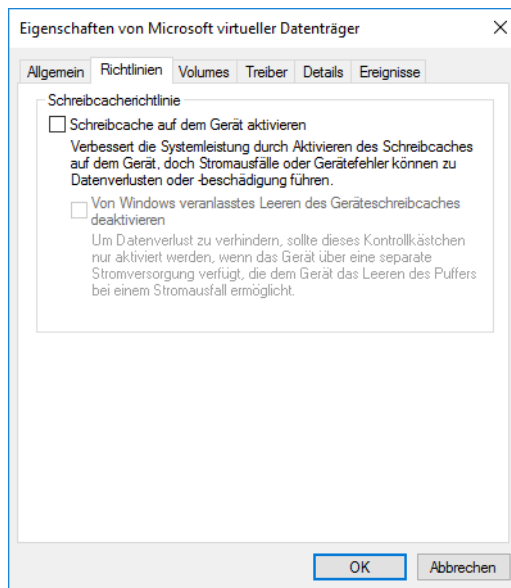 Eigenschaften von Microsoft virtueller Datenträger
Allgemein Richtlinien Volumes Treiber Details Ereignisse
Schreibcacherichtlinie
Schreibcache auf dem Gerät aktivieren
Verbessert die Systemleistung durch Aktivieren des Schreibcaches
auf dem Gerät, doch Stromausfälle oder Gerätefehler können zu
Datenverlusten oder -beschädigung führen.
Von Windows veranlasstes Leeren des Geräteschreibcaches
deaktivieren
Um Datenverlust zu verhindern, sollte dieses Kontrollkästchen
nur aktiviert werden, wenn das Gerät über eine separate
Stromversorgung verfügt, die dem Gerät das Leeren des Puffers
bei einem Stromausfall ermöglicht.
OK Abbrechen